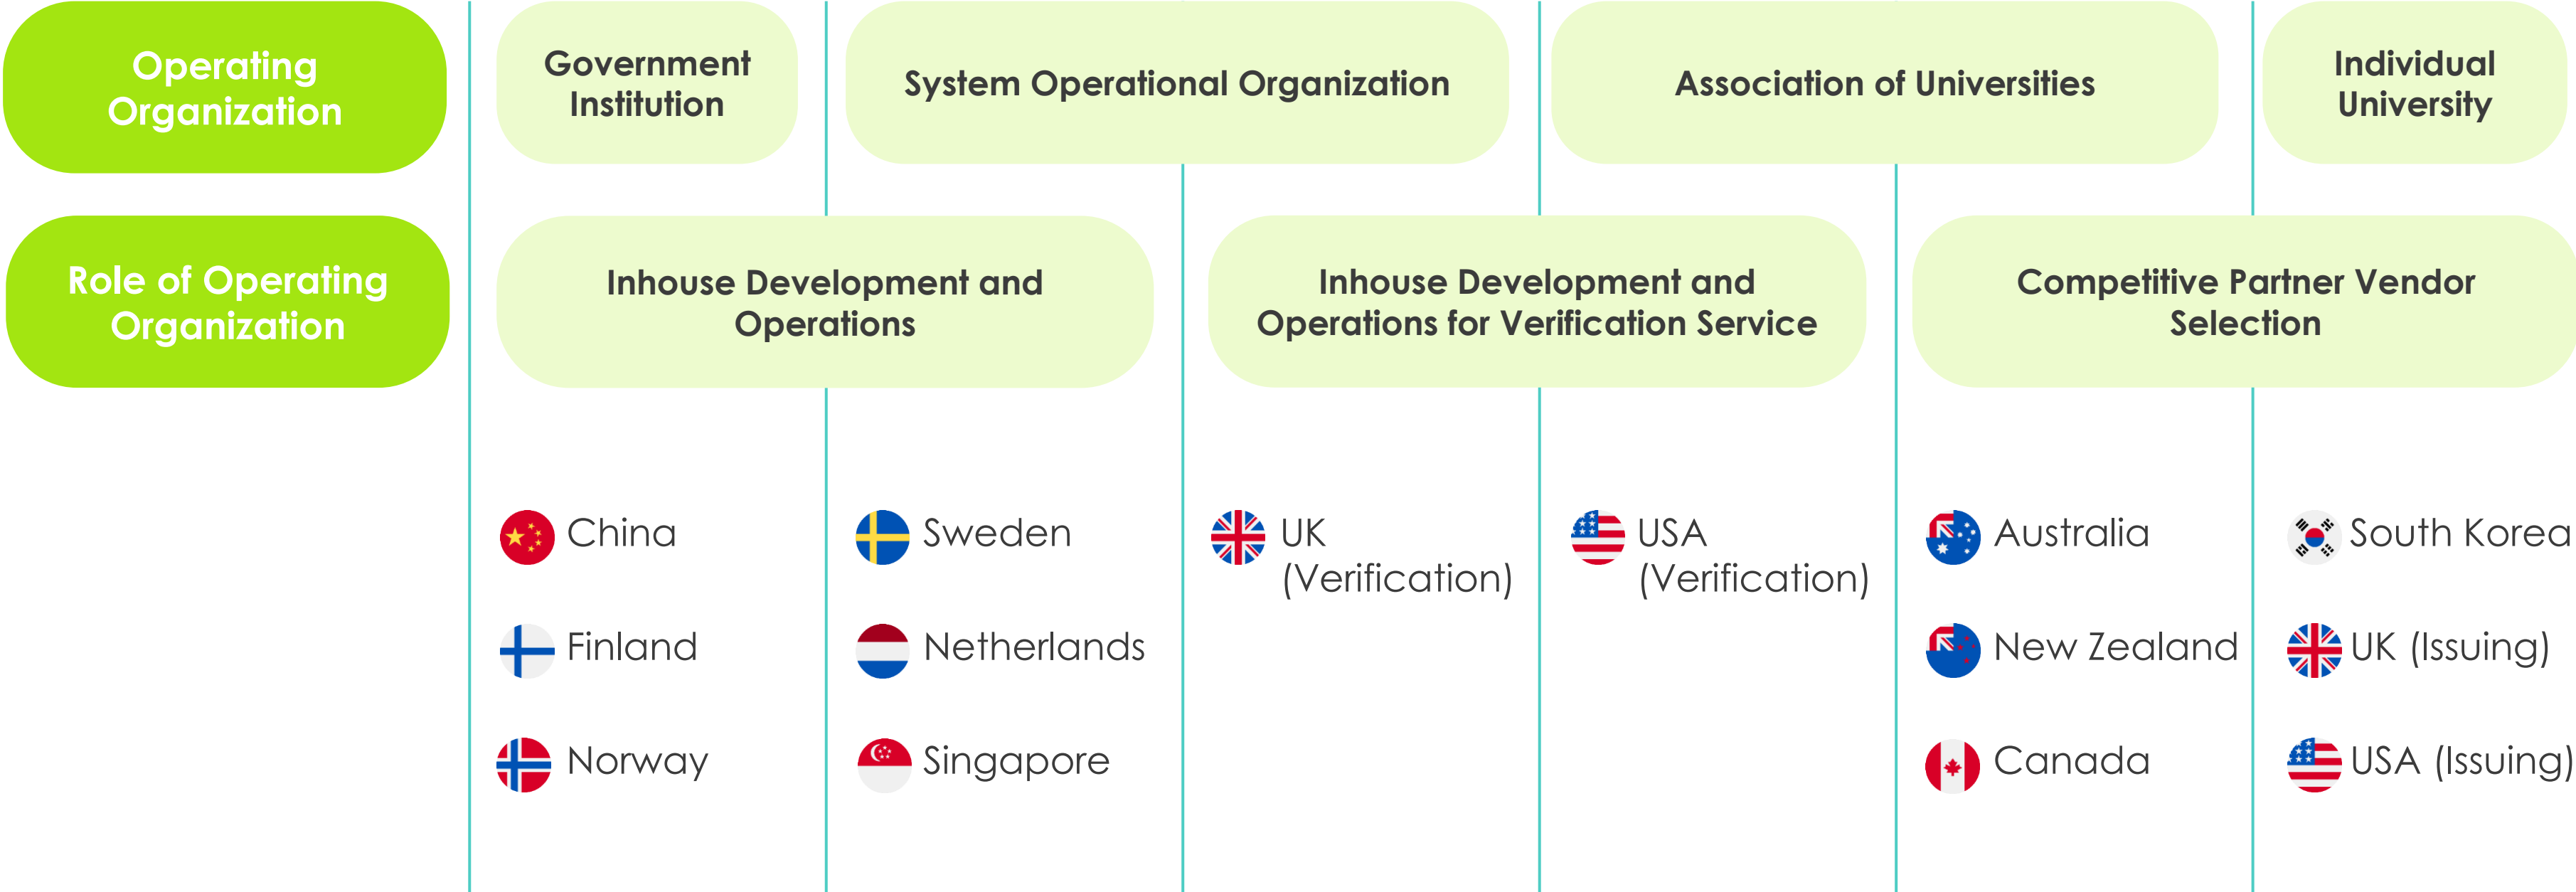 Operating
Organization
Government
Institution
System Operational Organization
Association of Universities
Individual
University
Role of Operating
Organization
Inhouse Development and
Operations
Inhouse Development and
Operations for Verification Service
Competitive Partner Vendor
Selection
China
Sweden
UK
(Verification)
USA
(Verification)
Australia
South Korea
Finland
Netherlands
New Zealand
UK (Issuing)
Norway
Singapore
Canada
USA (Issuing)